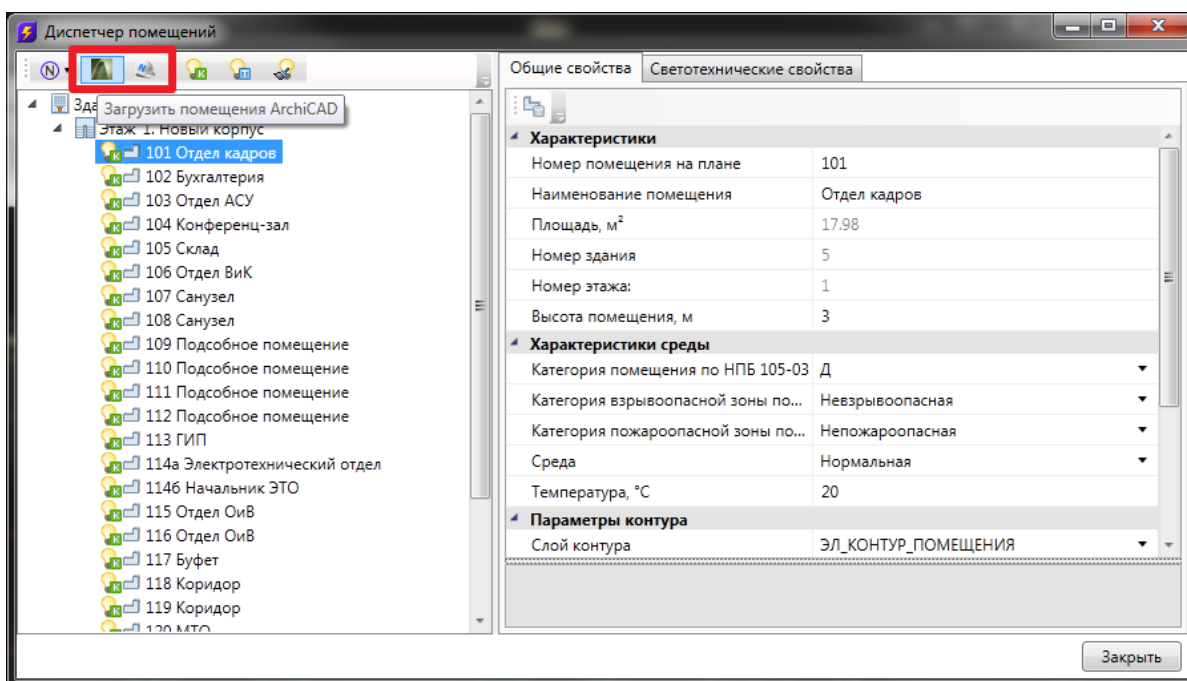 Диспетчер помещений
N
Загрузить помещения ArchiCAD
Этаж 1. Новый корпус
101 Отдел кадров
102 Бухгалтерия
103 Отдел АСУ
104 Конференц-зал
105 Склад
106 Отдел ВиК
107 Санузел
108 Санузел
109 Подсобное помещение
110 Подсобное помещение
111 Подсобное помещение
112 Подсобное помещение
113 ГИП
114а Электротехнический отдел
114б Начальник ЭТО
115 Отдел ОиВ
116 Отдел ОиВ
117 Буфет
118 Коридор
119 Коридор
120 МТО
Общие свойства Светотехнические свойства
Характеристики
Номер помещения на плане 101
Наименование помещения Отдел кадров
Площадь, м² 17.98
Номер здания 5
Номер этажа: 1
Высота помещения, м 3
Характеристики среды
Категория помещения по НПБ 105-03 Д
Категория взрывоопасной зоны по... Невзрывоопасная
Категория пожароопасной зоны по... Непожароопасная
Среда Нормальная
Температура, °C 20
Параметры контура
Слой контура ЭЛ_КОНТУР_ПОМЕЩЕНИЯ
Закрыть